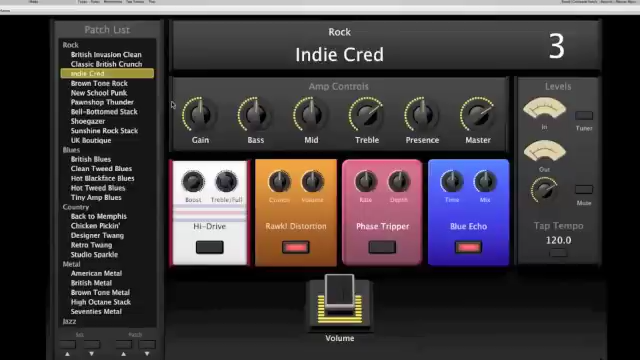 Patch List
Rock
British Invasion Clean
Classic British Crunch
Indie Cred
Brown Tone Rock
New School Punk
Pawnshop Thunder
Bell-Bottomed Stack
Shoegazer
Sunshine Rock Stack
UK Boutique
Blues
British Blues
Clean Tweed Blues
Hot Blackface Blues
Hot Tweed Blues
Tiny Amp Blues
Country
Back to Memphis
Chicken Pickin'
Designer Twang
Retro Twang
Studio Sparkle
Metal
American Metal
British Metal
Brown Tone Metal
High Octane Stack
Seventies Metal
Jazz
Set
Patch
Rock
Indie Cred
3
Amp Controls
Gain
Bass
Mid
Treble
Presence
Master
Levels
In
Tuner
Out
Mute
Tap Tempo
120.0
Boost
Treble/Full
Hi-Drive
Crunch
Volume
Rawk! Distortion
Rate
Depth
Phase Tripper
Time
Mix
Blue Echo
Volume